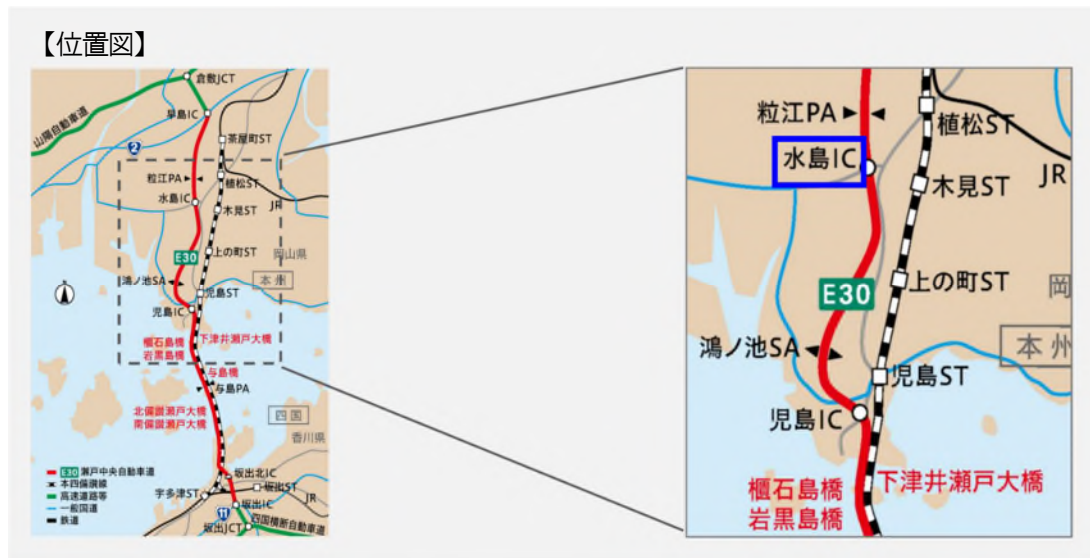 【位置図】
倉敷JCT
山陽自動車道
早島IC
2
茶屋町ST
粒江PA
植松ST
水島IC
JR
木見ST
E30
上の町ST
岡山県
本州
鴻ノ池SA
児島ST
児島IC
櫃石島橋
岩黒島橋
下津井瀬戸大橋
与島橋
与島PA
北備讃瀬戸大橋
南備讃瀬戸大橋
四国
香川県
坂出北IC
宇多津ST
坂出ST
JR
11
坂出IC
坂出JCT
四国横断自動車道
E30 瀬戸中央自動車道
本四備讃線
高速道路等
一般国道
鉄道
粒江PA
植松ST
水島IC
木見ST
JR
E30
上の町ST
岡
本州
鴻ノ池SA
児島ST
児島IC
櫃石島橋
岩黒島橋
下津井瀬戸大橋